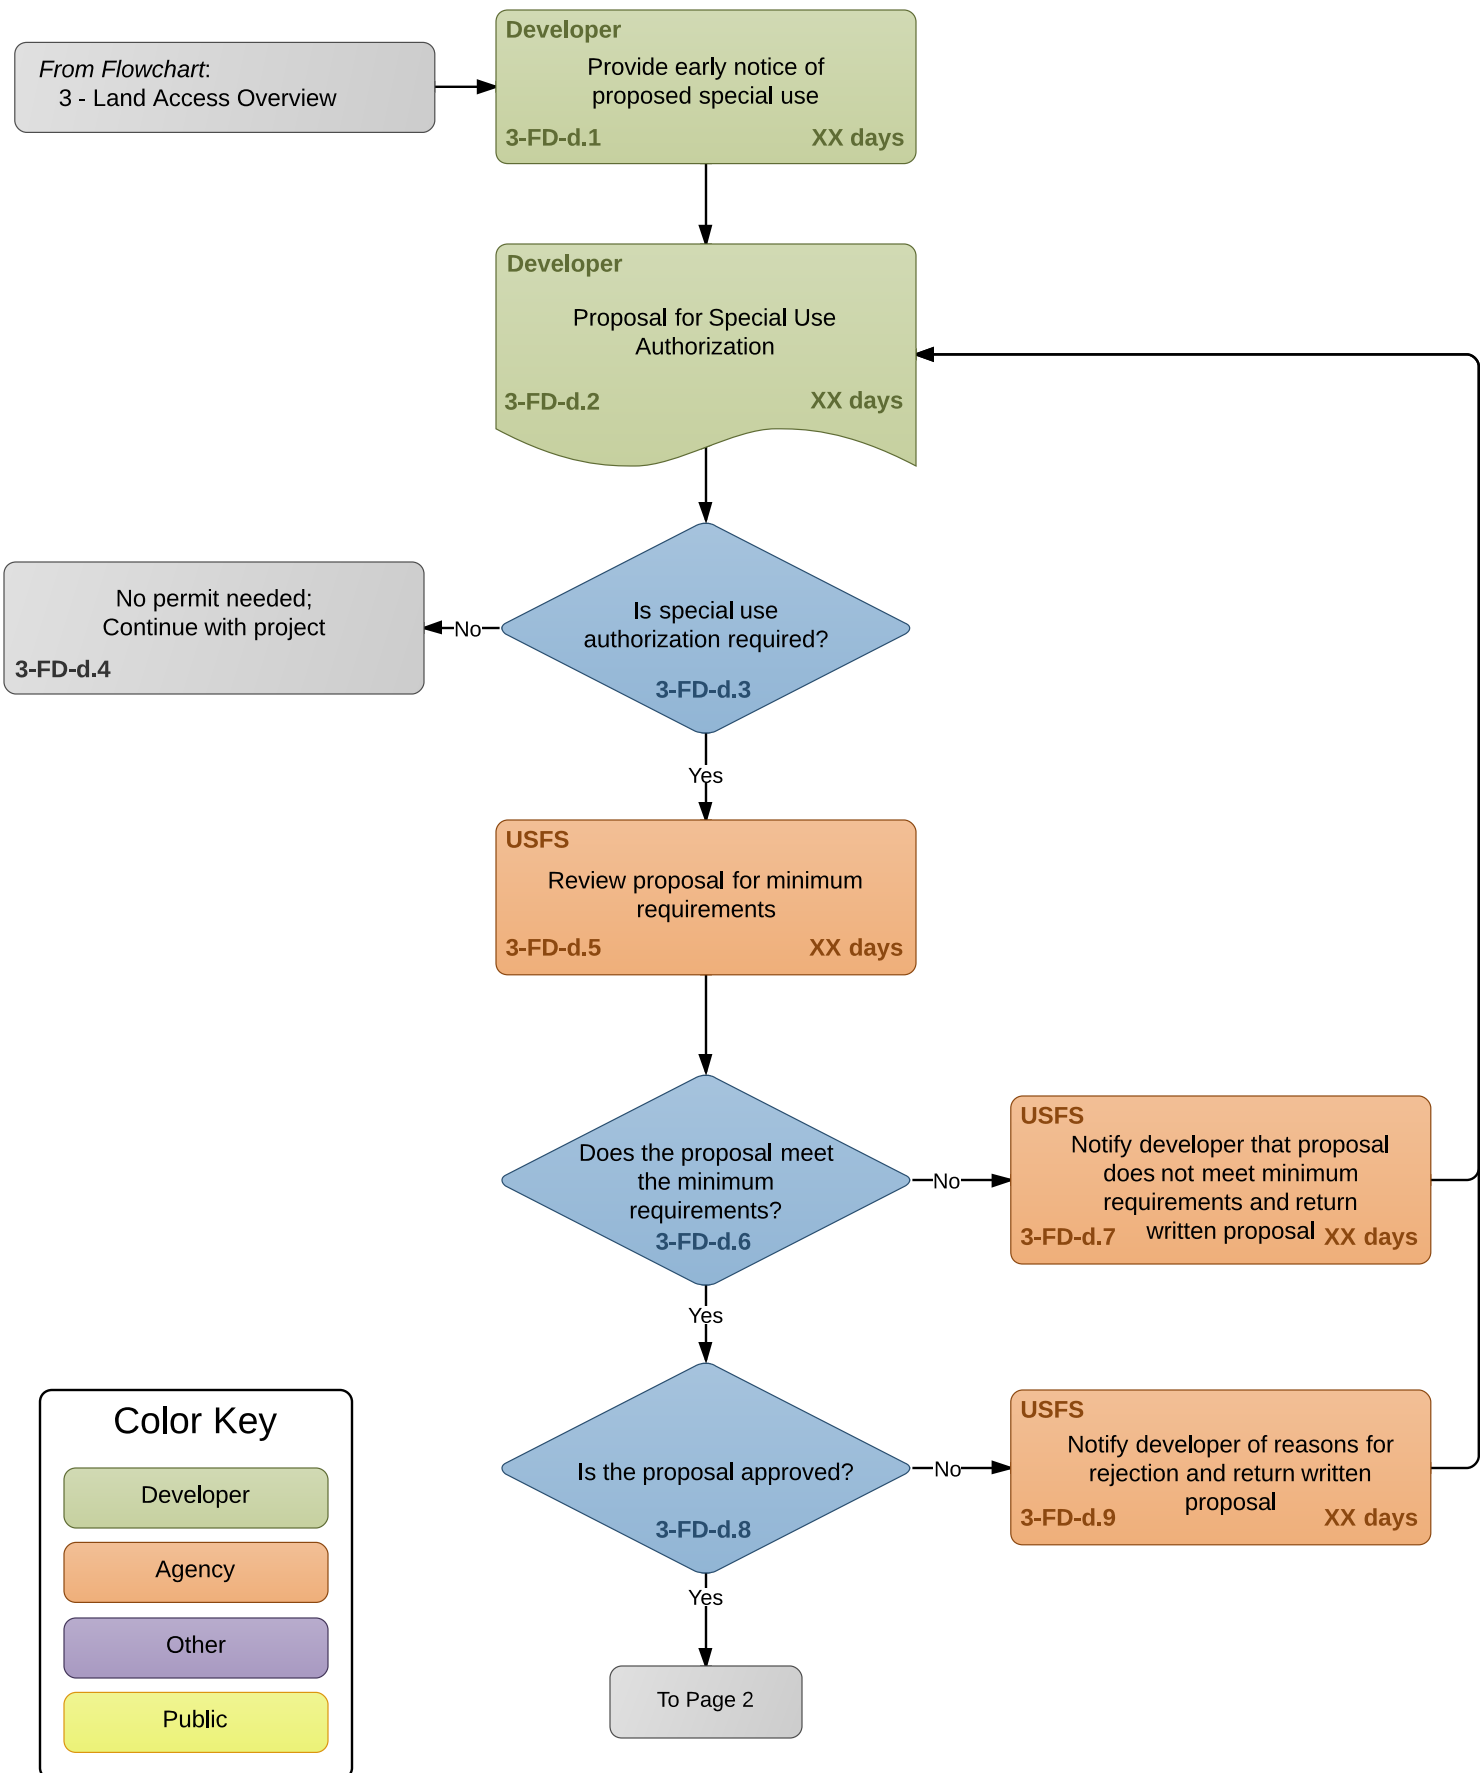 From Flowchart:
3 - Land Access Overview
Developer
Provide early notice of
proposed special use
3-FD-d.1
XX days
Developer
Proposal for Special Use
Authorization
3-FD-d.2
XX days
Is special use
authorization required?
3-FD-d.3
No
No permit needed;
Continue with project
3-FD-d.4
Yes
USFS
Review proposal for minimum
requirements
3-FD-d.5
XX days
Does the proposal meet
the minimum
requirements?
3-FD-d.6
No
USFS
Notify developer that proposal
does not meet minimum
requirements and return
written proposal
3-FD-d.7
XX days
Yes
Is the proposal approved?
3-FD-d.8
No
USFS
Notify developer of reasons for
rejection and return written
proposal
3-FD-d.9
XX days
Yes
To Page 2
Color Key
Developer
Agency
Other
Public